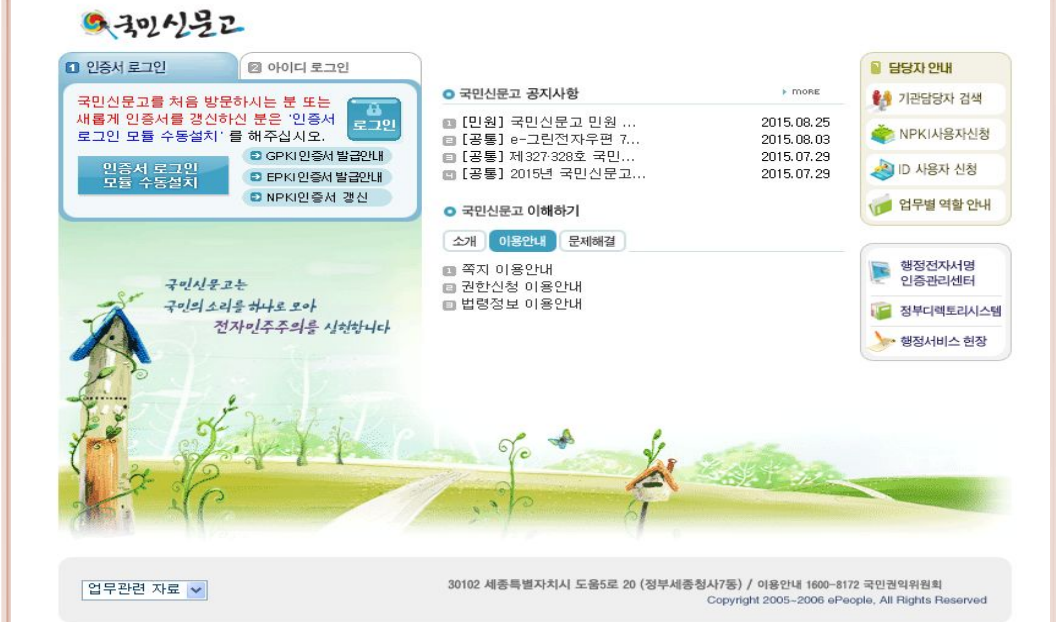 국민신문고
1 인증서 로그인
2 아이디 로그인
국민신문고를 처음 방문하시는 분 또는
새롭게 인증서를 갱신하신 분은 '인증서
로그인 모듈 수동설치' 를 해주십시오.
로그인
인증서 로그인
모듈 수동설치
GPKI인증서 발급안내
EPKI인증서 발급안내
NPKI인증서 갱신
국민신문고는
국민의 소리를 하나로 모아
전자민주주의를 실현합니다
국민신문고 공지사항
MORE
1 [민원] 국민신문고 민원 ... 2015.08.25
2 [공통] e-그린전자우편 7... 2015.08.03
3 [공통] 제327·328호 국민... 2015.07.29
4 [공통] 2015년 국민신문고... 2015.07.29
국민신문고 이해하기
소개 이용안내 문제해결
1 쪽지 이용안내
2 권한신청 이용안내
3 법령정보 이용안내
담당자 안내
기관담당자 검색
NPKI사용자신청
ID 사용자 신청
업무별 역할 안내
행정전자서명
인증관리센터
정부디렉토리시스템
행정서비스 헌장
업무관련 자료
30102 세종특별자치시 도움5로 20 (정부세종청사7동) / 이용안내 1600-8172 국민권익위원회
Copyright 2005-2006 ePeople, All Rights Reserved